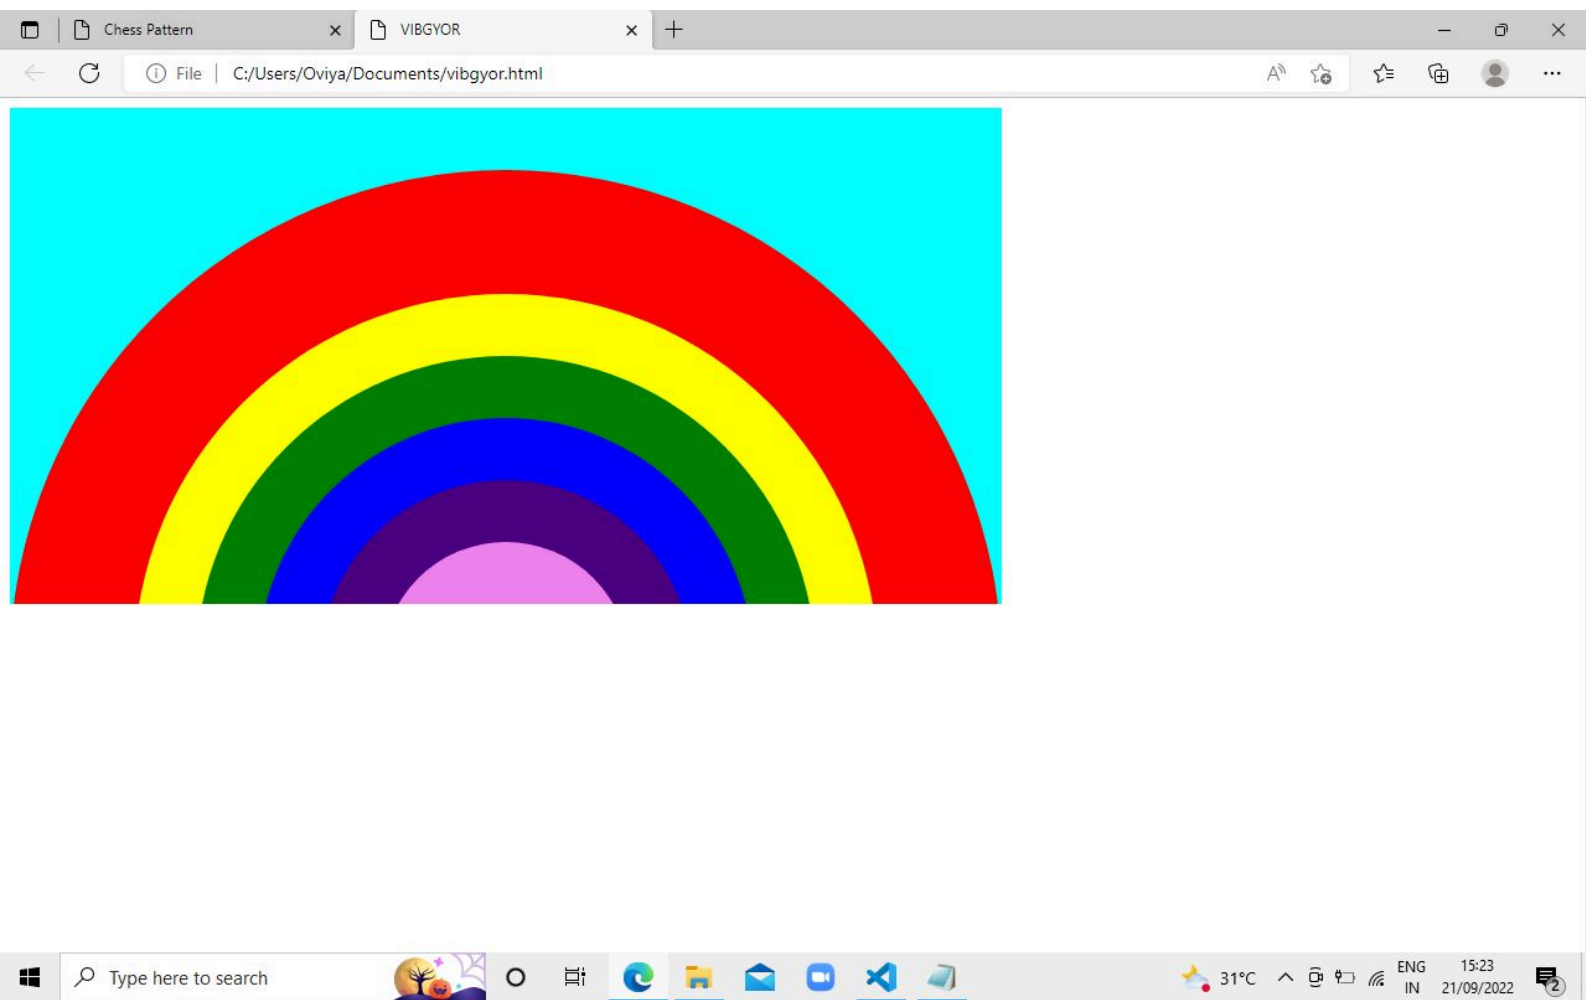 Chess Pattern
VIBGYOR
File
C:/Users/Oviya/Documents/vibgyor.html
Type here to search
31°C
ENG
IN
15:23
21/09/2022
2